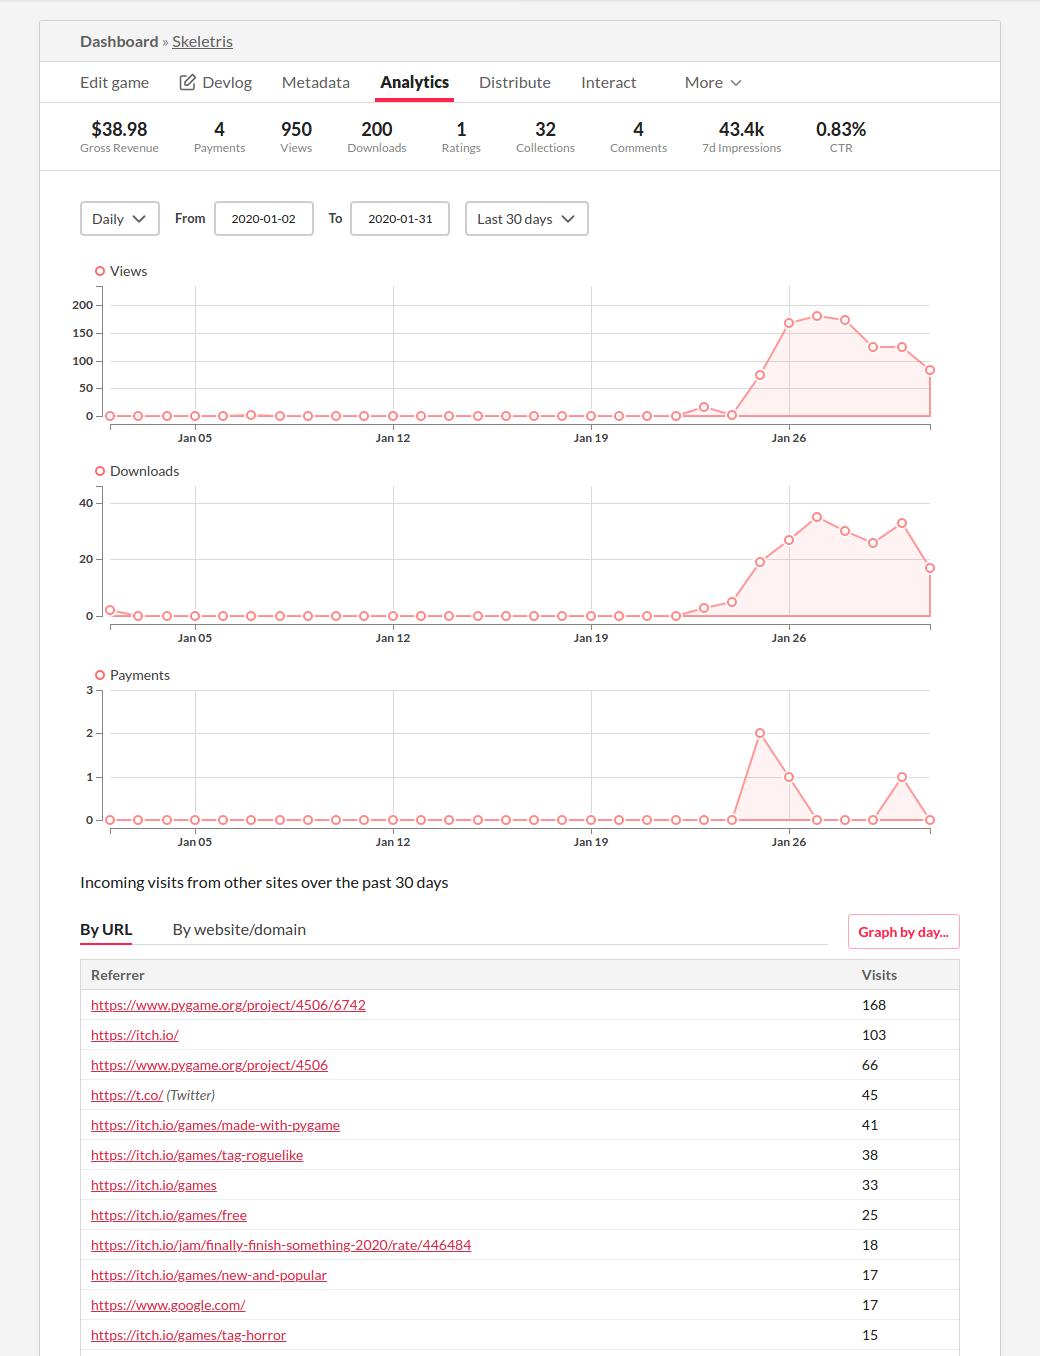 Dashboard » Skeletris
Edit game Devlog Metadata Analytics Distribute Interact More
$38.98 4 950 200 1 32 4 43.4k 0.83%
Gross Revenue Payments Views Downloads Ratings Collections Comments 7d Impressions CTR
Daily From 2020-01-02 To 2020-01-31 Last 30 days
Views
200
150
100
50
0
Jan 05 Jan 12 Jan 19 Jan 26
Downloads
40
20
0
Jan 05 Jan 12 Jan 19 Jan 26
Payments
3
2
1
0
Jan 05 Jan 12 Jan 19 Jan 26
Incoming visits from other sites over the past 30 days
By URL By website/domain Graph by day...
Referrer Visits
https://www.pygame.org/project/4506/6742 168
https://itch.io/ 103
https://www.pygame.org/project/4506 66
https://t.co/ (Twitter) 45
https://itch.io/games/made-with-pygame 41
https://itch.io/games/tag-roguelike 38
https://itch.io/games 33
https://itch.io/games/free 25
https://itch.io/jam/finally-finish-something-2020/rate/446484 18
https://itch.io/games/new-and-popular 17
https://www.google.com/ 17
https://itch.io/games/tag-horror 15